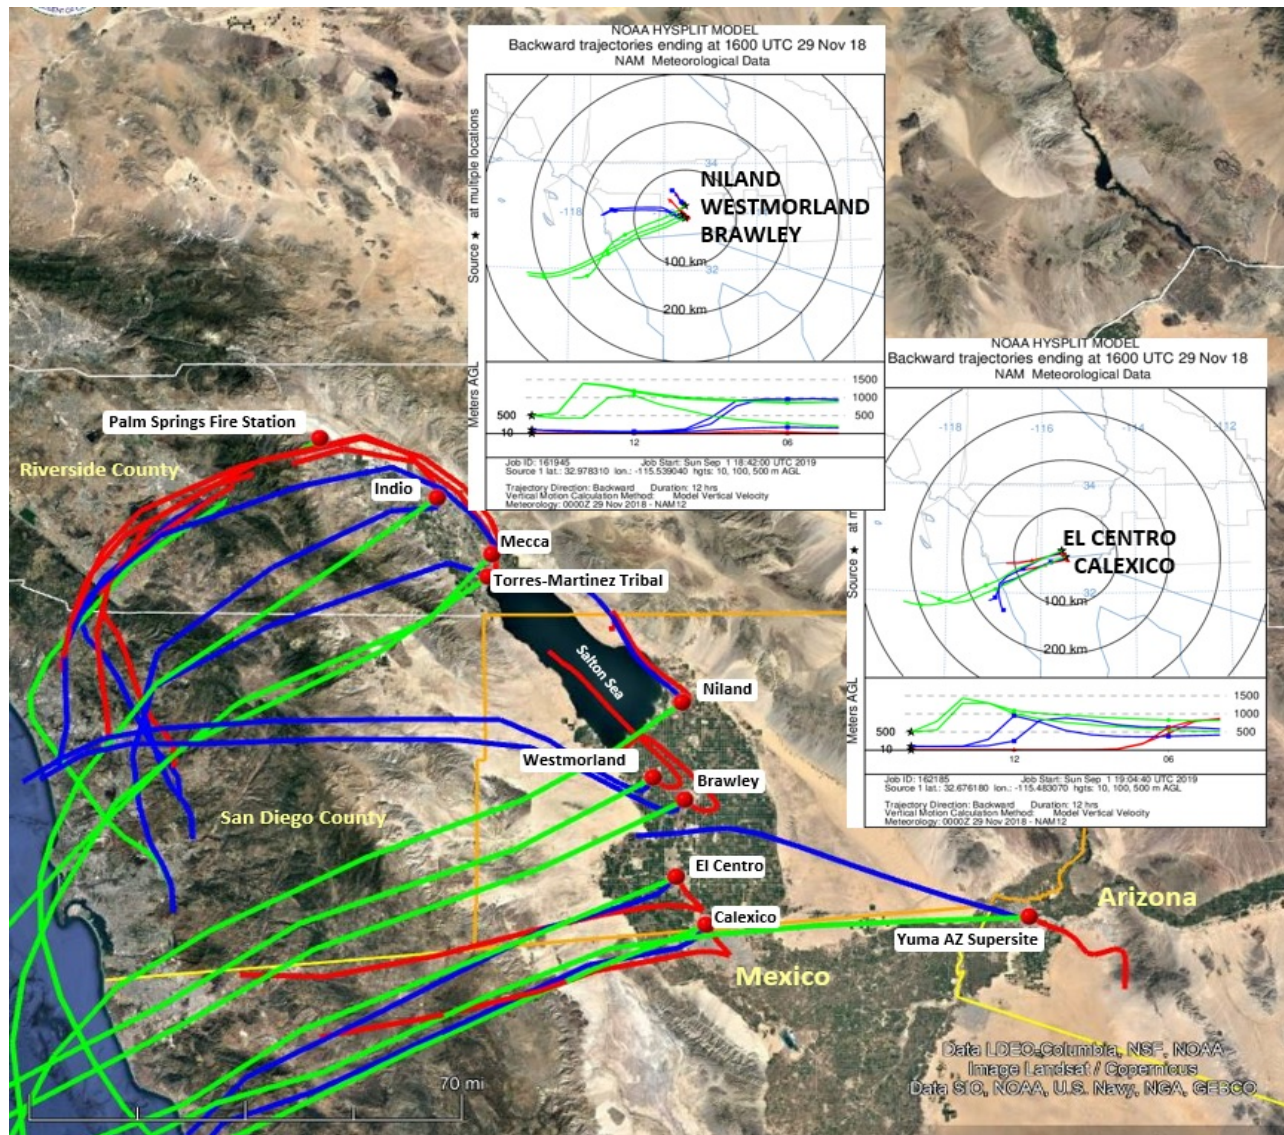 NOAA HYSPLIT MODEL
Backward trajectories ending at 1600 UTC 29 Nov 18
NAM Meteorological Data
Source ★ at multiple locations
34
-118
32
NILAND
WESTMORLAND
BRAWLEY
100 km
200 km
Meters AGL
1500
1000
500
500
10
12
06
Job ID: 161945 Job Start: Sun Sep 1 18:42:00 UTC 2019
Source 1 lat.: 32.978310 lon.: -115.539040 hgts: 10, 100, 500 m AGL
Trajectory Direction: Backward Duration: 12 hrs
Vertical Motion Calculation Method: Model Vertical Velocity
Meteorology: 0000Z 29 Nov 2018 - NAM12
NOAA HYSPLIT MODEL
Backward trajectories ending at 1600 UTC 29 Nov 18
NAM Meteorological Data
Source ★ at m
-118
-116
-114
-112
34
EL CENTRO
CALEXICO
32
100 km
200 km
Meters AGL
1500
1000
500
500
10
12
06
Job ID: 162185 Job Start: Sun Sep 1 19:04:40 UTC 2019
Source 1 lat.: 32.676180 lon.: -115.483070 hgts: 10, 100, 500 m AGL
Trajectory Direction: Backward Duration: 12 hrs
Vertical Motion Calculation Method: Model Vertical Velocity
Meteorology: 0000Z 29 Nov 2018 - NAM12
Palm Springs Fire Station
Riverside County
Indio
Mecca
Torres-Martinez Tribal
Salton Sea
Niland
Westmorland
Brawley
San Diego County
El Centro
Calexico
Arizona
Yuma AZ Supersite
Mexico
Data LDEO-Columbia, NSF, NOAA
Image Landsat / Copernicus
Data SIO, NOAA, U.S. Navy, NGA, GEBCO
70 mi